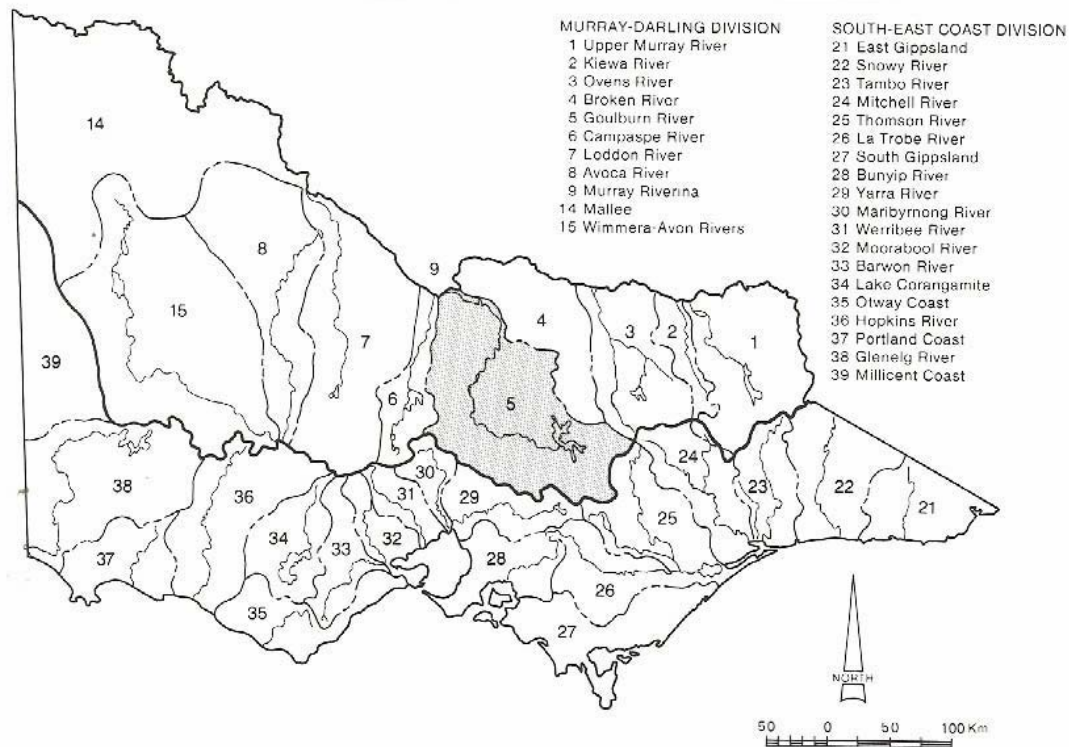 MURRAY-DARLING DIVISION
1 Upper Murray River
2 Kiewa River
3 Ovens River
4 Broken River
5 Goulburn River
6 Campaspe River
7 Loddon River
8 Avoca River
9 Murray Riverina
14 Mallee
15 Wimmera-Avon Rivers
SOUTH-EAST COAST DIVISION
21 East Gippsland
22 Snowy River
23 Tambo River
24 Mitchell River
25 Thomson River
26 La Trobe River
27 South Gippsland
28 Bunyip River
29 Yarra River
30 Maribyrnong River
31 Werribee River
32 Moorabool River
33 Barwon River
34 Lake Corangamite
35 Otway Coast
36 Hopkins River
37 Portland Coast
38 Glenelg River
39 Millicent Coast
14
8
9
15
4
3
2
1
7
39
6
5
30
24
38
36
31
29
23
22
21
34
25
37
33
32
28
26
35
27
NORTH
50 0 50 100 Km